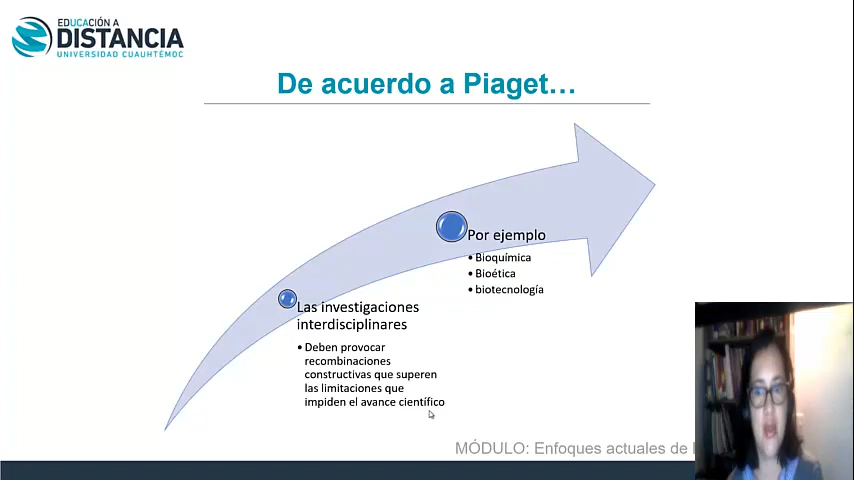 EDUCACIÓN A
DISTANCIA
UNIVERSIDAD CUAUHTÉMOC
De acuerdo a Piaget...
Por ejemplo
• Bioquímica
• Bioética
• biotecnología
Las investigaciones
interdisciplinares
• Deben provocar
recombinaciones
constructivas que superen
las limitaciones que
impiden el avance científico
MÓDULO: Enfoques actuales de